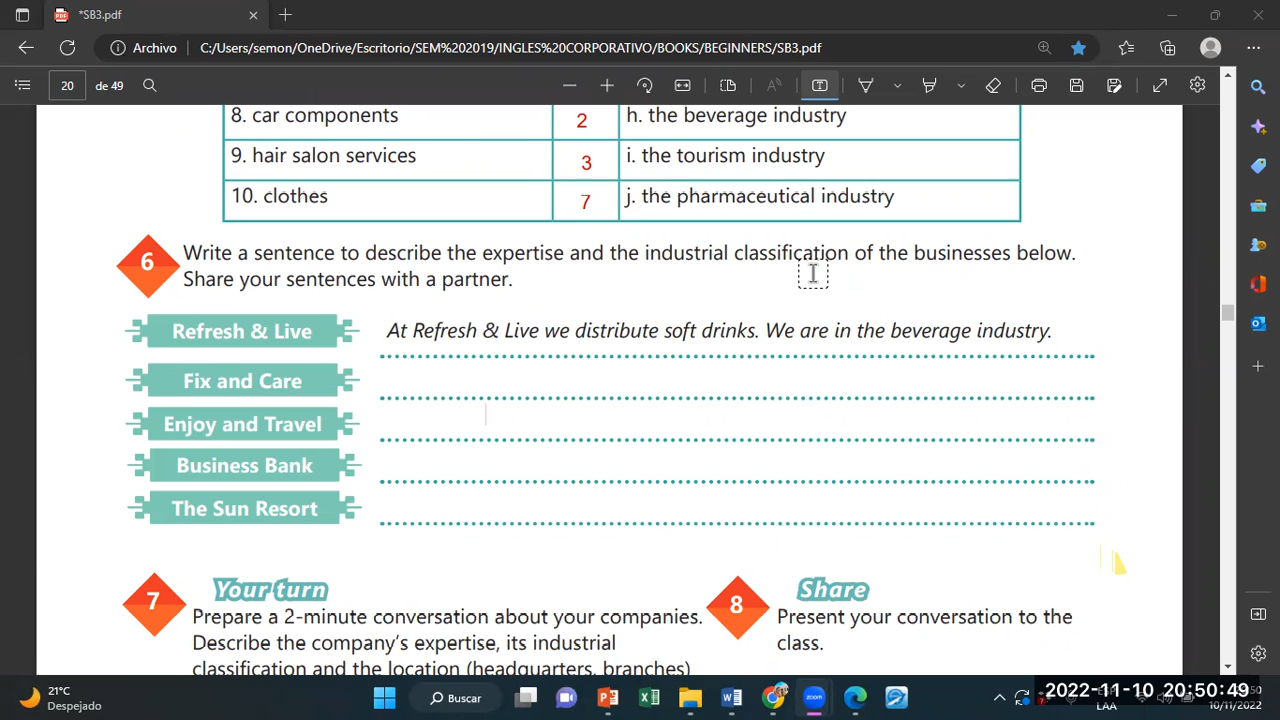 *SB3.pdf
Archivo
C:/Users/semon/OneDrive/Escritorio/SEM%202019/INGLES%20CORPORATIVO/BOOKS/BEGINNERS/SB3.pdf
20 de 49
8. car components 2 h. the beverage industry
9. hair salon services 3 i. the tourism industry
10. clothes 7 j. the pharmaceutical industry
6 Write a sentence to describe the expertise and the industrial classification of the businesses below.
Share your sentences with a partner.
Refresh & Live At Refresh & Live we distribute soft drinks. We are in the beverage industry.
Fix and Care
Enjoy and Travel
Business Bank
The Sun Resort
7 Your turn
Prepare a 2-minute conversation about your companies.
Describe the company's expertise, its industrial
classification and the location (headquarters, branches)
8 Share
Present your conversation to the
class.
21°C
Despejado
Buscar
2022-11-10 20:50:49
LAA
10/11/2022